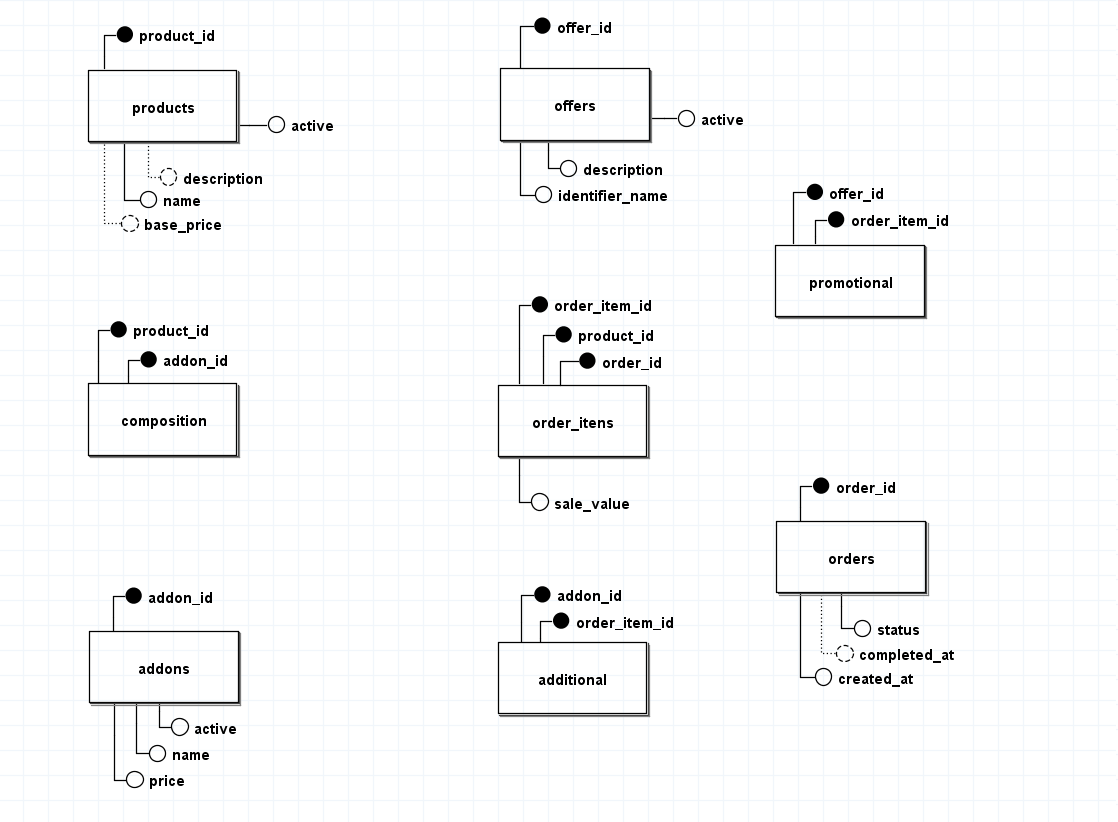 product_id
products
active
description
name
base_price
offer_id
offers
active
description
identifier_name
offer_id
order_item_id
promotional
product_id
addon_id
composition
order_item_id
product_id
order_id
order_itens
sale_value
order_id
orders
status
completed_at
created_at
addon_id
addons
active
name
price
addon_id
order_item_id
additional